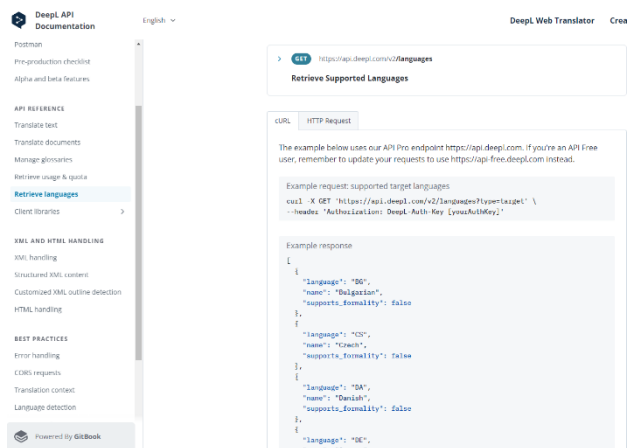 DeepL API
Documentation
English
DeepL Web Translator
Crea
Postman
Pre-production checklist
Alpha and beta features
API REFERENCE
Translate text
Translate documents
Manage glossaries
Retrieve usage & quota
Retrieve languages
Client libraries
XML AND HTML HANDLING
XML handling
Structured XML content
Customized XML outline detection
HTML handling
BEST PRACTICES
Error handling
CORS requests
Translation context
Language detection
Powered By GitBook
GET https://api.deepl.com/v2/languages
Retrieve Supported Languages
cURL
HTTP Request
The example below uses our API Pro endpoint https://api.deepl.com. If you're an API Free
user, remember to update your requests to use https://api-free.deepl.com instead.
Example request: supported target languages
curl -X GET 'https://api.deepl.com/v2/languages?type=target' \
--header 'Authorization: DeepL-Auth-Key [yourAuthKey]'
Example response
[
{
"language": "BG",
"name": "Bulgarian",
"supports_formality": false
},
{
"language": "CS",
"name": "Czech",
"supports_formality": false
},
{
"language": "DA",
"name": "Danish",
"supports_formality": false
},
{
"language": "DE",